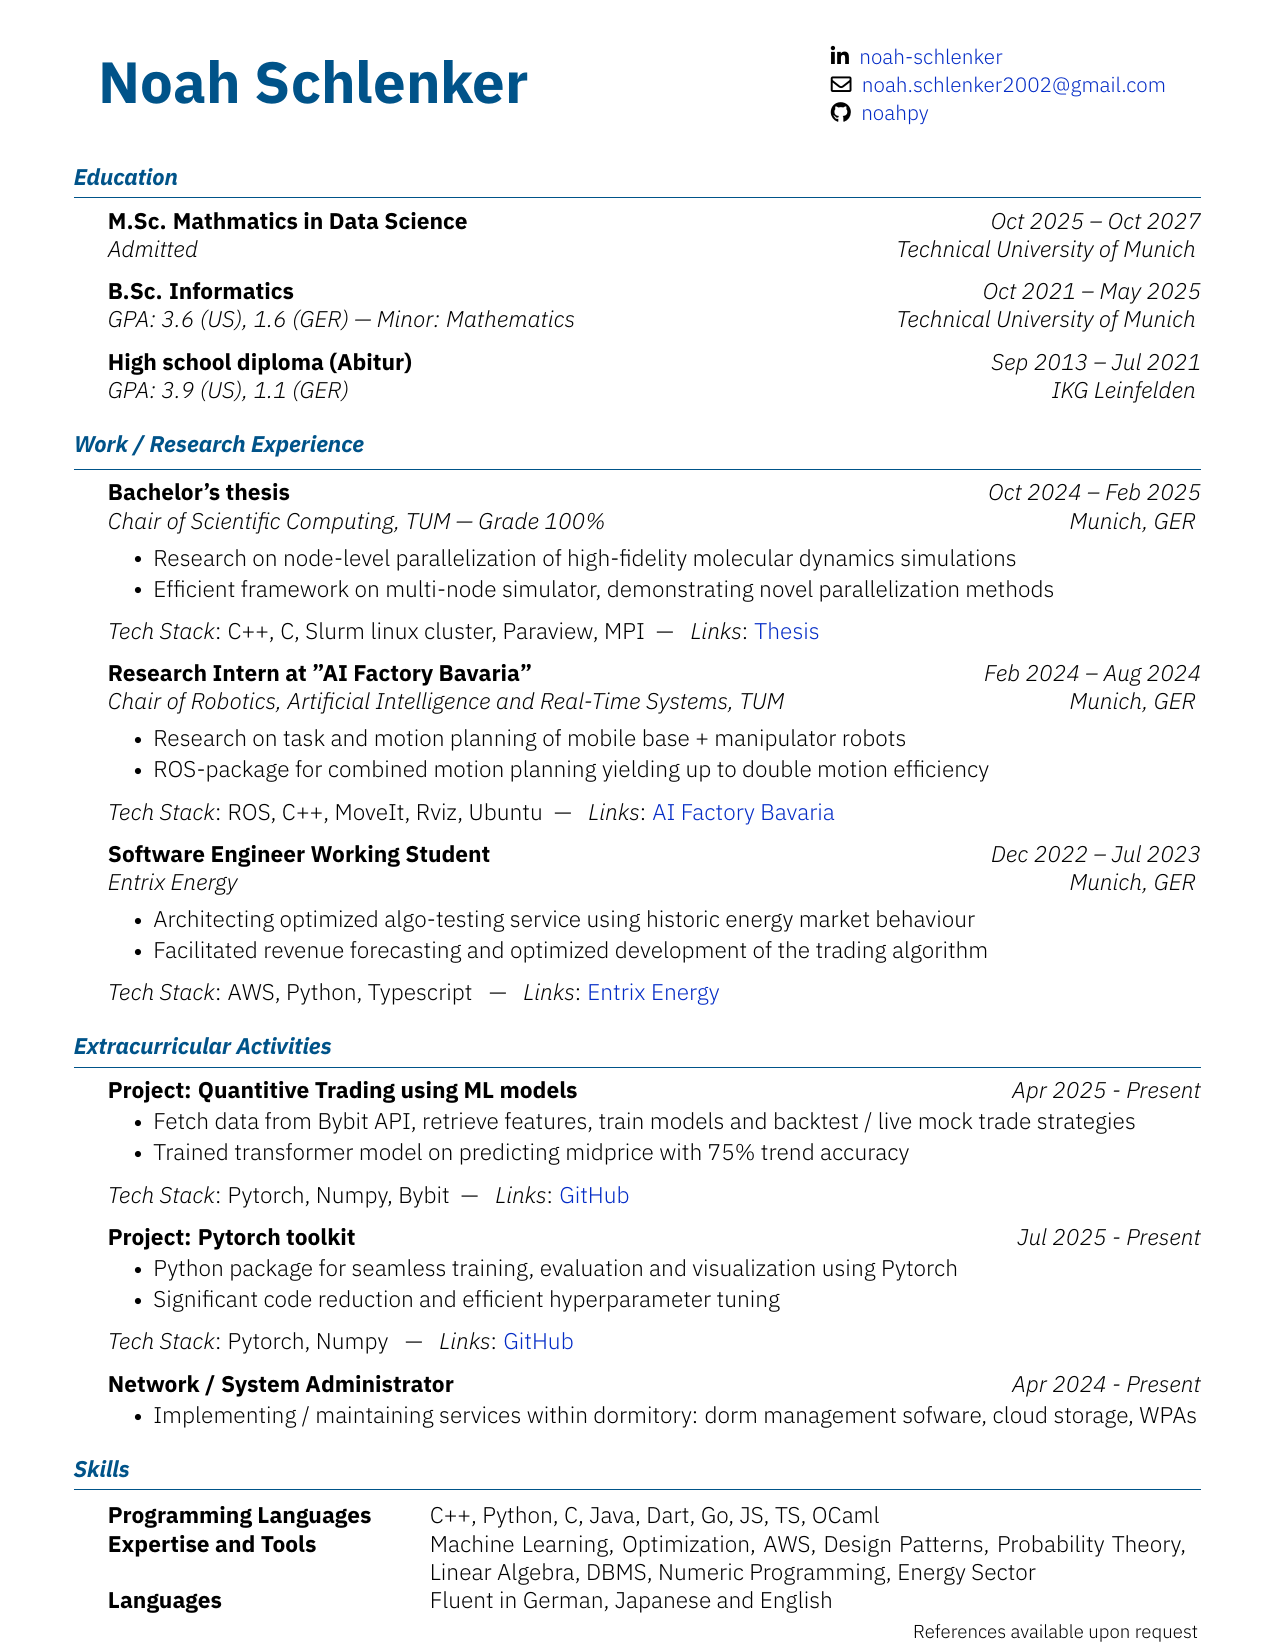 Noah Schlenker
noah-schlenker
noah.schlenker2002@gmail.com
noahpy
Education
M.Sc. Mathmatics in Data Science Oct 2025 – Oct 2027
Admitted Technical University of Munich
B.Sc. Informatics Oct 2021 – May 2025
GPA: 3.6 (US), 1.6 (GER) — Minor: Mathematics Technical University of Munich
High school diploma (Abitur) Sep 2013 – Jul 2021
GPA: 3.9 (US), 1.1 (GER) IKG Leinfelden
Work / Research Experience
Bachelor’s thesis Oct 2024 – Feb 2025
Chair of Scientific Computing, TUM — Grade 100% Munich, GER
• Research on node-level parallelization of high-fidelity molecular dynamics simulations
• Efficient framework on multi-node simulator, demonstrating novel parallelization methods
Tech Stack: C++, C, Slurm linux cluster, Paraview, MPI — Links: Thesis
Research Intern at ”AI Factory Bavaria” Feb 2024 – Aug 2024
Chair of Robotics, Artificial Intelligence and Real-Time Systems, TUM Munich, GER
• Research on task and motion planning of mobile base + manipulator robots
• ROS-package for combined motion planning yielding up to double motion efficiency
Tech Stack: ROS, C++, MoveIt, Rviz, Ubuntu — Links: AI Factory Bavaria
Software Engineer Working Student Dec 2022 – Jul 2023
Entrix Energy Munich, GER
• Architecting optimized algo-testing service using historic energy market behaviour
• Facilitated revenue forecasting and optimized development of the trading algorithm
Tech Stack: AWS, Python, Typescript — Links: Entrix Energy
Extracurricular Activities
Project: Quantitive Trading using ML models Apr 2025 - Present
• Fetch data from Bybit API, retrieve features, train models and backtest / live mock trade strategies
• Trained transformer model on predicting midprice with 75% trend accuracy
Tech Stack: Pytorch, Numpy, Bybit — Links: GitHub
Project: Pytorch toolkit Jul 2025 - Present
• Python package for seamless training, evaluation and visualization using Pytorch
• Significant code reduction and efficient hyperparameter tuning
Tech Stack: Pytorch, Numpy — Links: GitHub
Network / System Administrator Apr 2024 - Present
• Implementing / maintaining services within dormitory: dorm management sofware, cloud storage, WPAs
Skills
Programming Languages C++, Python, C, Java, Dart, Go, JS, TS, OCaml
Expertise and Tools Machine Learning, Optimization, AWS, Design Patterns, Probability Theory,
Linear Algebra, DBMS, Numeric Programming, Energy Sector
Languages Fluent in German, Japanese and English
References available upon request